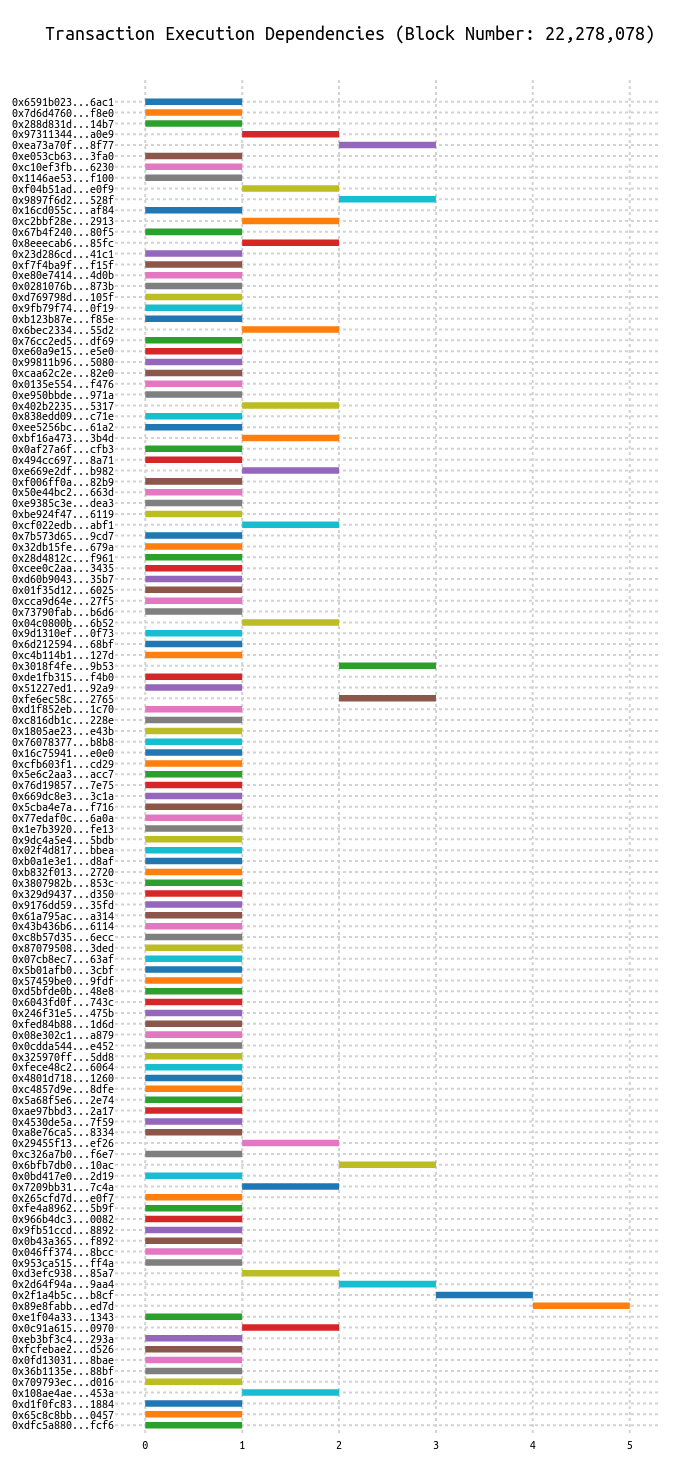 Transaction Execution Dependencies (Block Number: 22,278,078)
0x6591b023...6ac1
0x7d6d4760...f8e0
0x288d831d...14b7
0x97311344...a0e9
0xea73a70f...8f77
0xe053cb63...3fa0
0xc10ef3fb...6230
0x1146ae53...f100
0xf04b51ad...e0f9
0x9897f6d2...528f
0x16cd055c...af84
0xc2bbf28e...2913
0x67b4f240...80f5
0x8eeecab6...85fc
0x23d286cd...41c1
0xf7f4ba9f...f15f
0xe80e7414...4d0b
0x0281076b...873b
0xd769798d...105f
0x9fb79f74...0f19
0xb123b87e...f85e
0x6bec2334...55d2
0x76cc2ed5...df69
0xe60a9e15...e5e0
0x99811b96...5080
0xcaa62c2e...82e0
0x0135e554...f476
0xe950bbde...971a
0x402b2235...5317
0x838edd09...c71e
0xee5256bc...61a2
0xbf16a473...3b4d
0x0af27a6f...cfb3
0x494cc697...8a71
0xe669e2df...b982
0xf006ff0a...82b9
0x50e44bc2...663d
0xe9385c3e...dea3
0xbe924f47...6119
0xcf022edb...abf1
0x7b573d65...9cd7
0x32db15fe...679a
0x28d4812c...f961
0xcee0c2aa...3435
0xd60b9043...35b7
0x01f35d12...6025
0xcca9d64e...27f5
0x73790fab...b6d6
0x04c0800b...6b52
0x9d1310ef...0f73
0x6d212594...68bf
0xc4b114b1...127d
0x3018f4fe...9b53
0xde1fb315...f4b0
0x51227ed1...92a9
0xfe6ec58c...2765
0xd1f852eb...1c70
0xc816db1c...228e
0x1805ae23...e43b
0x76078377...b8b8
0x16c75941...e0e0
0xcfb603f1...cd29
0x5e6c2aa3...acc7
0x76d19857...7e75
0x669dc8e3...3c1a
0x5cba4e7a...f716
0x77edaf0c...6a0a
0x1e7b3920...fe13
0x9dc4a5e4...5bdb
0x02f4d817...bbea
0xb0a1e3e1...d8af
0xb832f013...2720
0x3807982b...853c
0x329d9437...d350
0x9176dd59...35fd
0x61a795ac...a314
0x43b436b6...6114
0xc8b57d35...6ecc
0x87079508...3ded
0x07cb8ec7...63af
0x5b01afb0...3cbf
0x57459be0...9fdf
0xd5bfde0b...48e8
0x6043fd0f...743c
0x246f31e5...475b
0xfed84b88...1d6d
0x08e302c1...a879
0x0cdda544...e452
0x325970ff...5dd8
0xfece48c2...6064
0x4801d718...1260
0xc4857d9e...8dfe
0x5a68f5e6...2e74
0xae97bbd3...2a17
0x4530de5a...7f59
0xa8e76ca5...8334
0x29455f13...ef26
0xc326a7b0...f6e7
0x6bfb7db0...10ac
0x0bd417e0...2d19
0x7209bb31...7c4a
0x265cfd7d...e0f7
0xfe4a8962...5b9f
0x966b4dc3...0082
0x9fb51ccd...8892
0x0b43a365...f892
0x046ff374...8bcc
0x953ca515...ff4a
0xd3efc938...85a7
0x2d64f94a...9aa4
0x2f1a4b5c...b8cf
0x89e8fabb...ed7d
0xe1f04a33...1343
0x0c91a615...0970
0xeb3bf3c4...293a
0xfcfebae2...d526
0x0fd13031...8bae
0x36b1135e...88bf
0x709793ec...d016
0x108ae4ae...453a
0xd1f0fc83...1884
0x65c8c8bb...0457
0xdfc5a880...fcf6
0 1 2 3 4 5